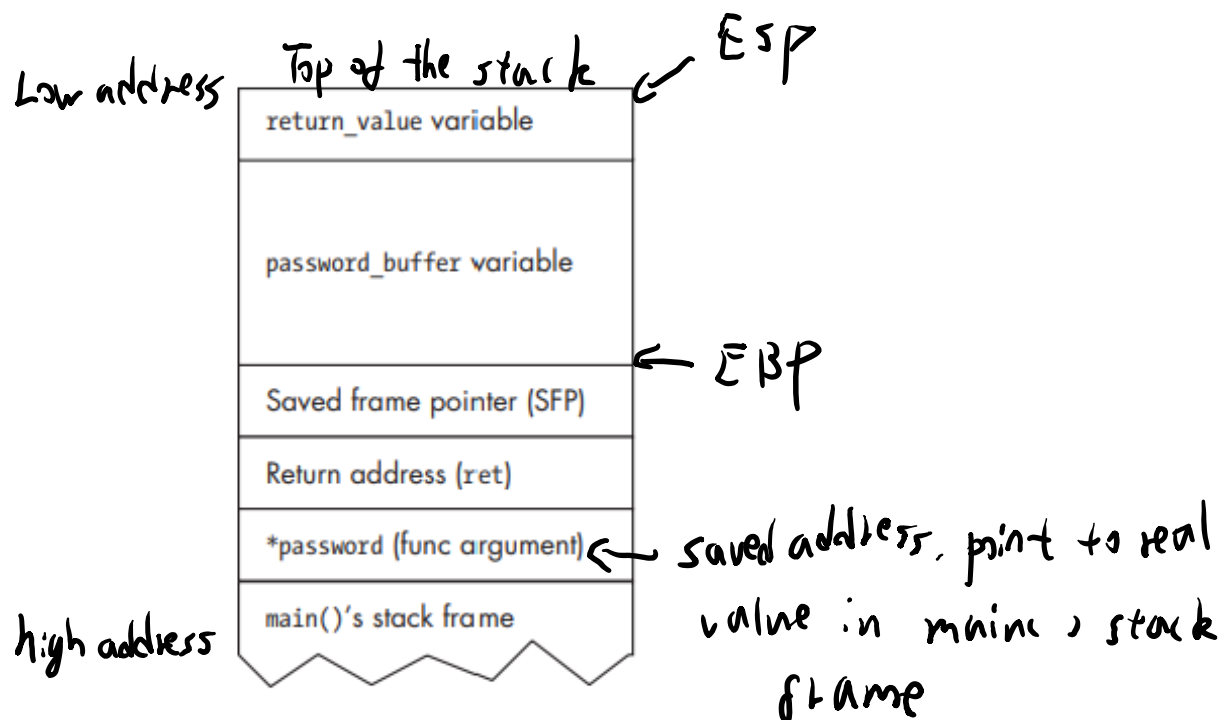 ESP
Top of the stack
Low address
return_value variable
password_buffer variable
EBP
Saved frame pointer (SFP)
Return address (ret)
*password (func argument)
saved address. point to real
value in main() stack
frame
main()'s stack frame
high address